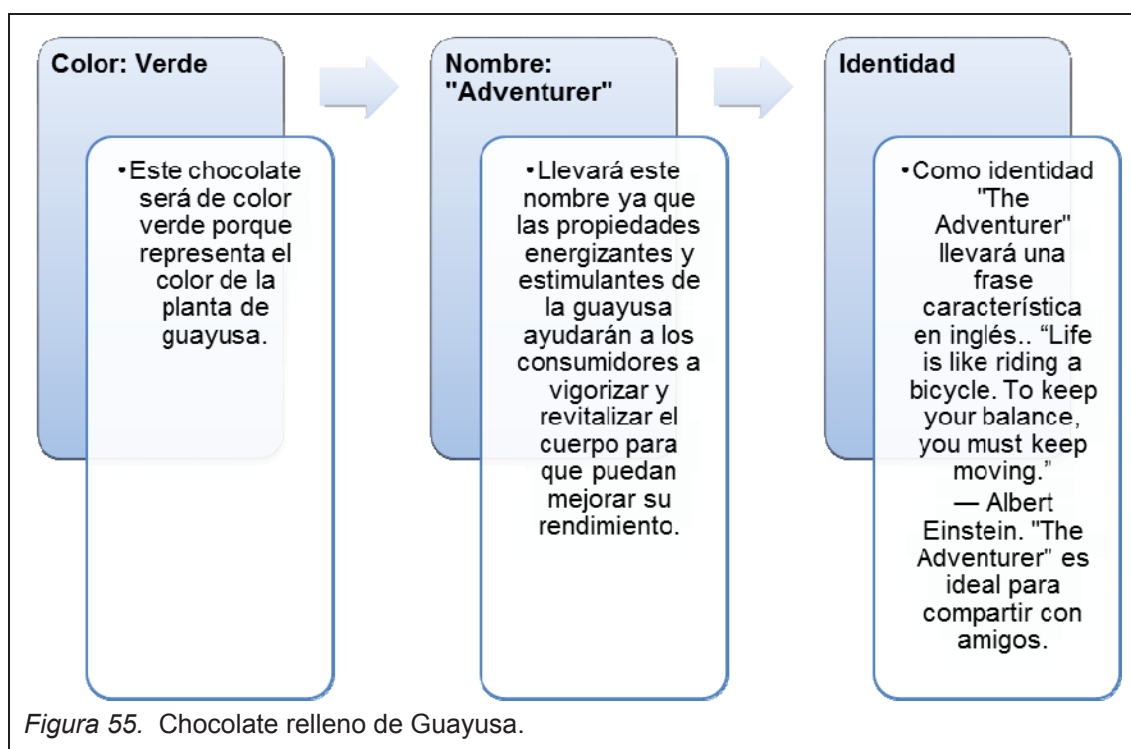 Color: Verde
•Este chocolate
será de color
verde porque
representa el
color de la
planta de
guayusa.
Nombre:
"Adventurer"
•Llevará este
nombre ya que
las propiedades
energizantes y
estimulantes de
la guayusa
ayudarán a los
consumidores a
vigorizar y
revitalizar el
cuerpo para
que puedan
mejorar su
rendimiento.
Identidad
•Como identidad
"The
Adventurer"
llevará una
frase
característica
en inglés.. “Life
is like riding a
bicycle. To keep
your balance,
you must keep
moving.”
— Albert
Einstein. "The
Adventurer" es
ideal para
compartir con
amigos.
Figura 55. Chocolate relleno de Guayusa.